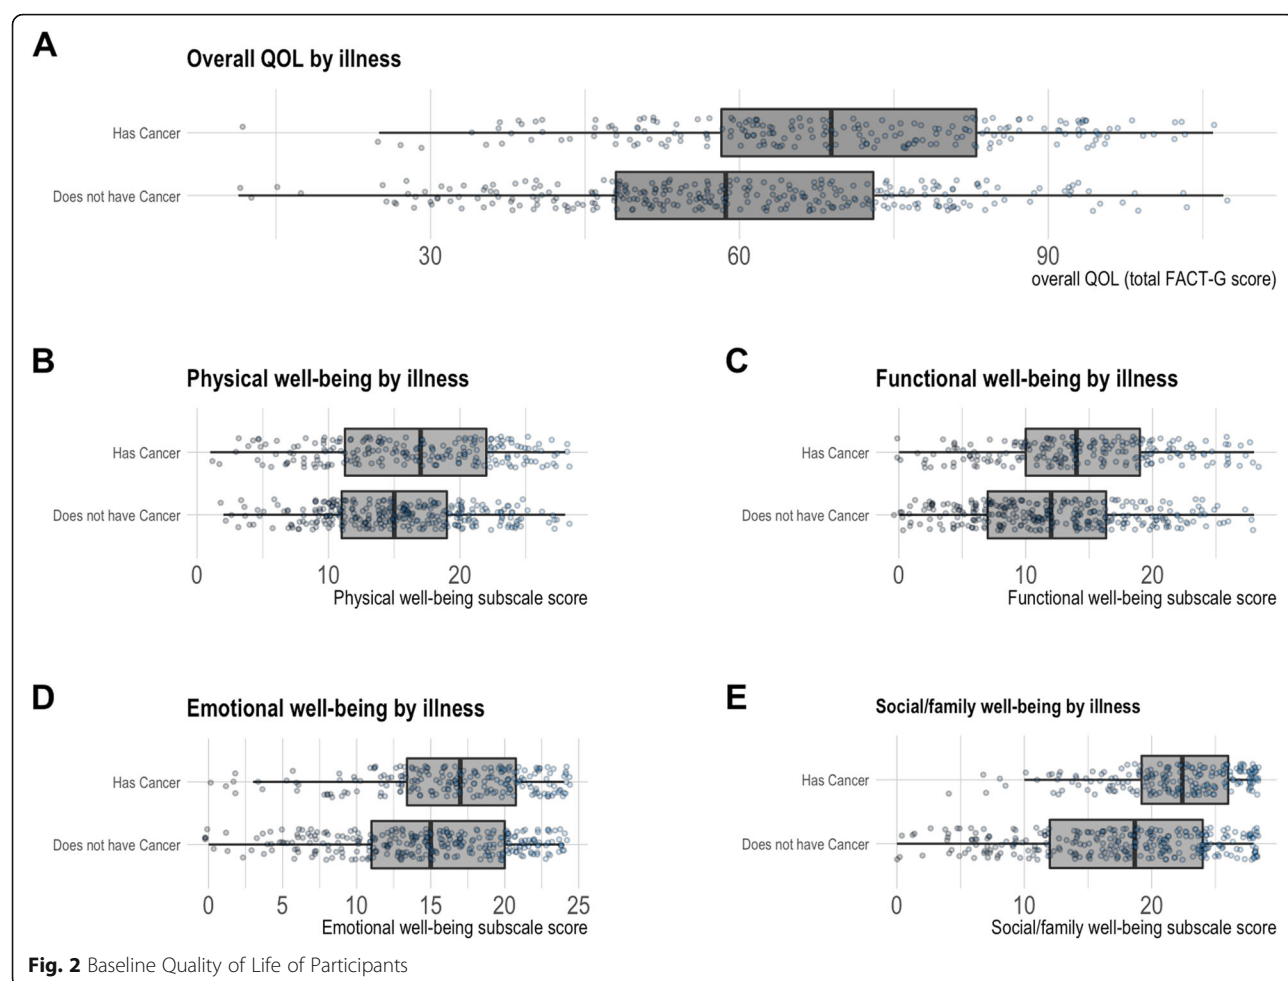 A
Overall QOL by illness
Has Cancer
Does not have Cancer
30 60 90
overall QOL (total FACT-G score)
B
Physical well-being by illness
Has Cancer
Does not have Cancer
0 10 20
Physical well-being subscale score
C
Functional well-being by illness
Has Cancer
Does not have Cancer
0 10 20
Functional well-being subscale score
D
Emotional well-being by illness
Has Cancer
Does not have Cancer
0 5 10 15 20 25
Emotional well-being subscale score
E
Social/family well-being by illness
Has Cancer
Does not have Cancer
0 10 20
Social/family well-being subscale score
Fig. 2 Baseline Quality of Life of Participants